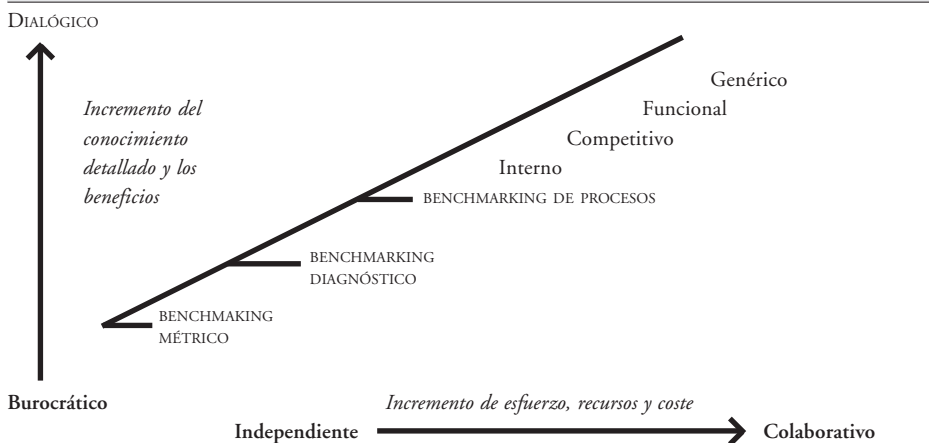 DIALÓGICO
Incremento del
conocimiento
detallado y los
beneficios
Genérico
Funcional
Competitivo
Interno
BENCHMARKING DE PROCESOS
BENCHMARKING
DIAGNÓSTICO
BENCHMAKING
MÉTRICO
Burocrático
Incremento de esfuerzo, recursos y coste
Independiente
Colaborativo